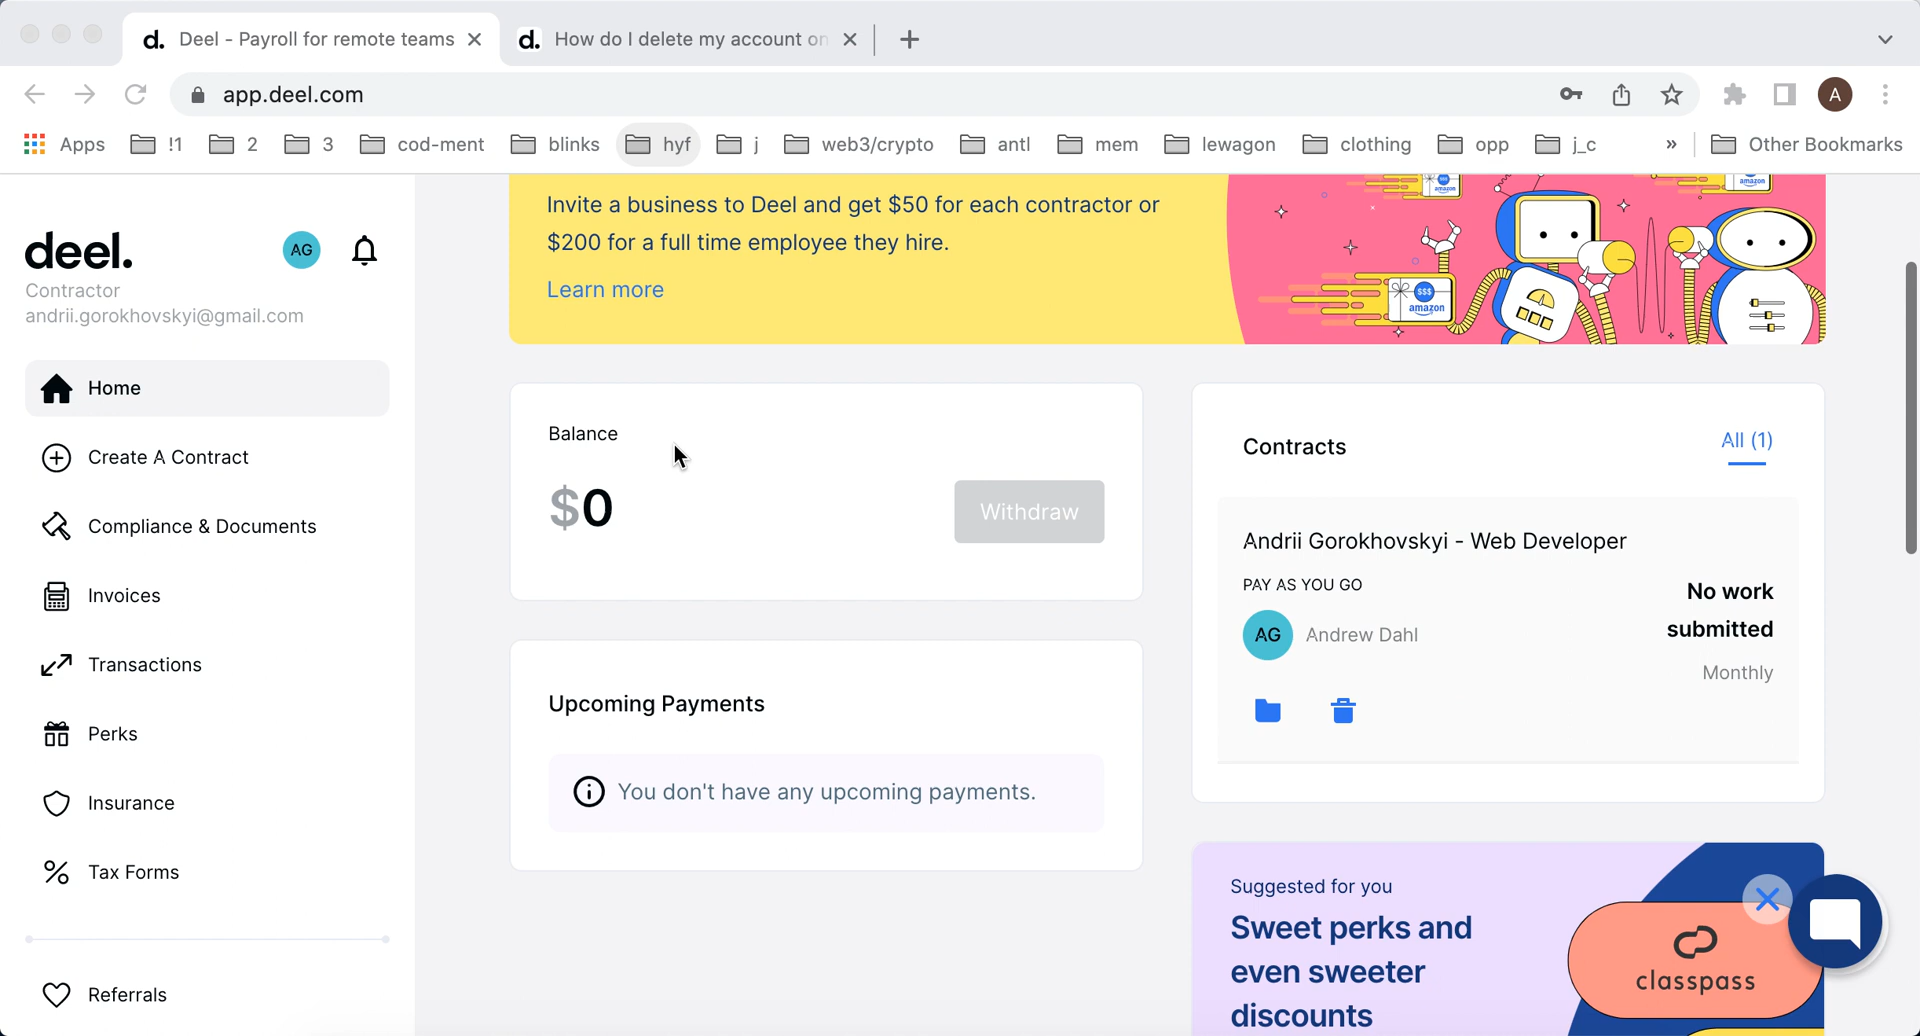 d. Deel - Payroll for remote teams
d. How do I delete my account on
app.deel.com
A
Apps !1 2 3 cod-ment blinks hyf j web3/crypto antl mem lewagon clothing opp j_c » Other Bookmarks
deel.
AG
Contractor
andrii.gorokhovskyi@gmail.com
Home
Create A Contract
Compliance & Documents
Invoices
Transactions
Perks
Insurance
Tax Forms
Referrals
Invite a business to Deel and get $50 for each contractor or
$200 for a full time employee they hire.
Learn more
amazon
amazon
$$$
amazon
Balance
$0
Withdraw
Upcoming Payments
You don't have any upcoming payments.
Contracts
All (1)
Andrii Gorokhovskyi - Web Developer
PAY AS YOU GO
AG
Andrew Dahl
No work
submitted
Monthly
Suggested for you
Sweet perks and
even sweeter
discounts
classpass